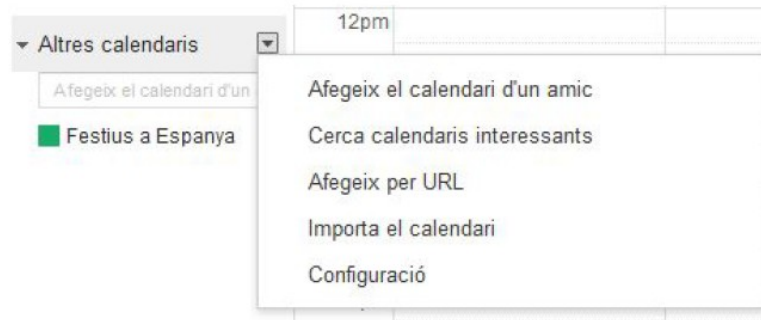 12pm
Altres calendaris
Afegeix el calendari d'un
Festius a Espanya
Afegeix el calendari d'un amic
Cerca calendaris interessants
Afegeix per URL
Importa el calendari
Configuració